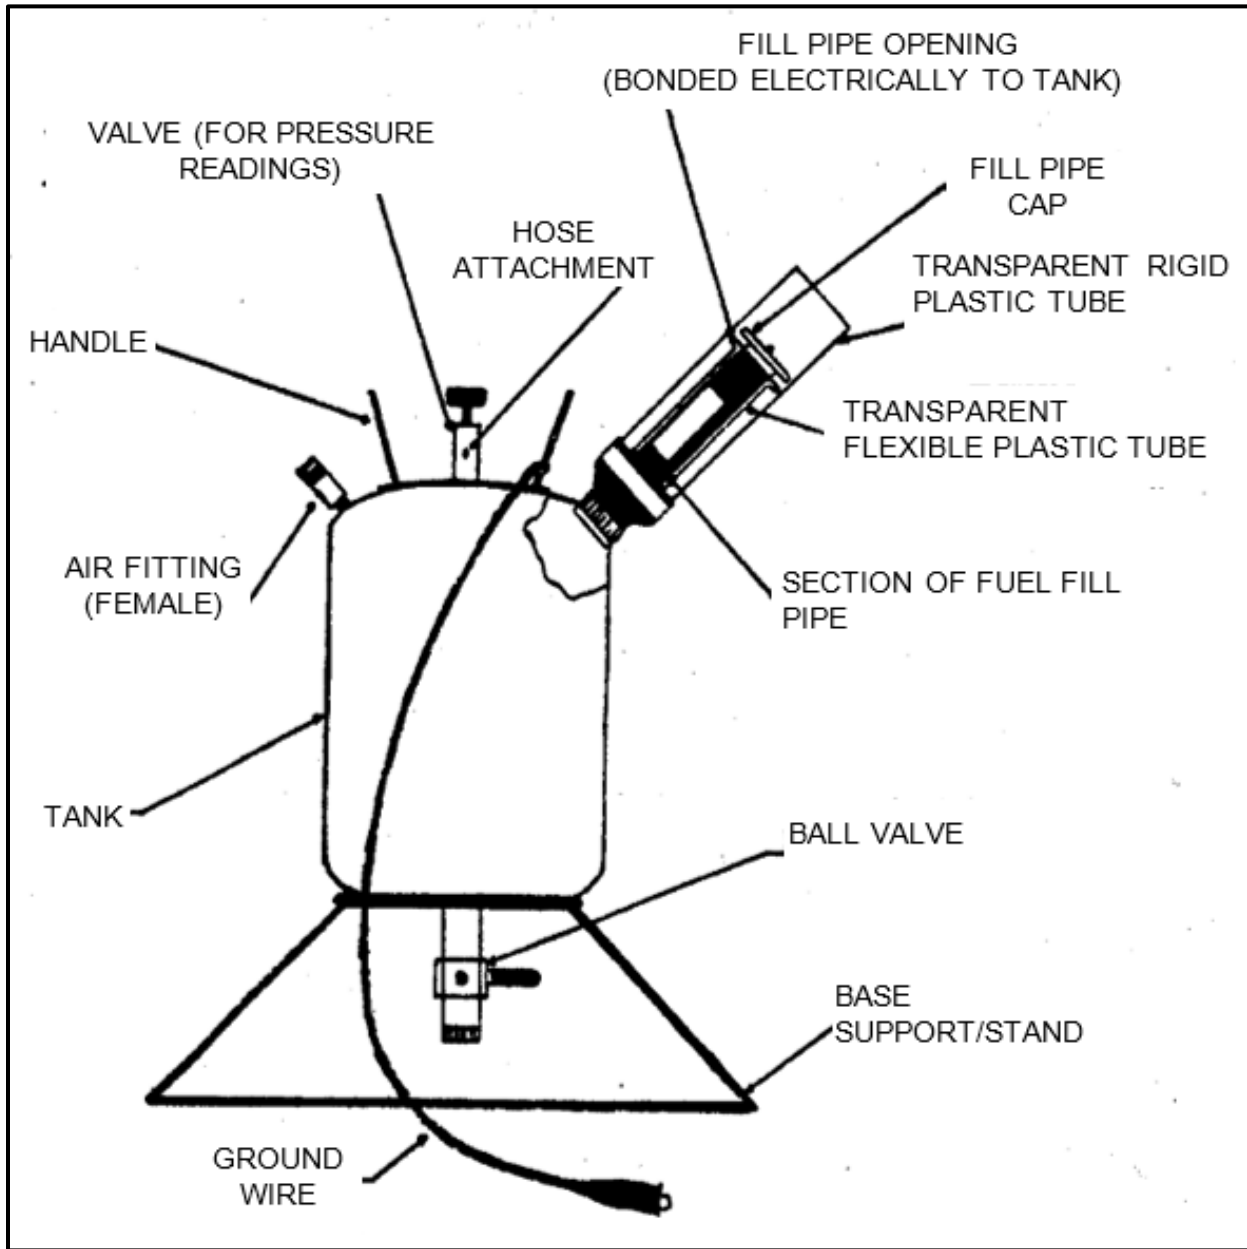 FILL PIPE OPENING
(BONDED ELECTRICALLY TO TANK)
VALVE (FOR PRESSURE
READINGS)
FILL PIPE
CAP
HOSE
ATTACHMENT
TRANSPARENT RIGID
PLASTIC TUBE
HANDLE
TRANSPARENT
FLEXIBLE PLASTIC TUBE
AIR FITTING
(FEMALE)
SECTION OF FUEL FILL
PIPE
TANK
BALL VALVE
BASE
SUPPORT/STAND
GROUND
WIRE